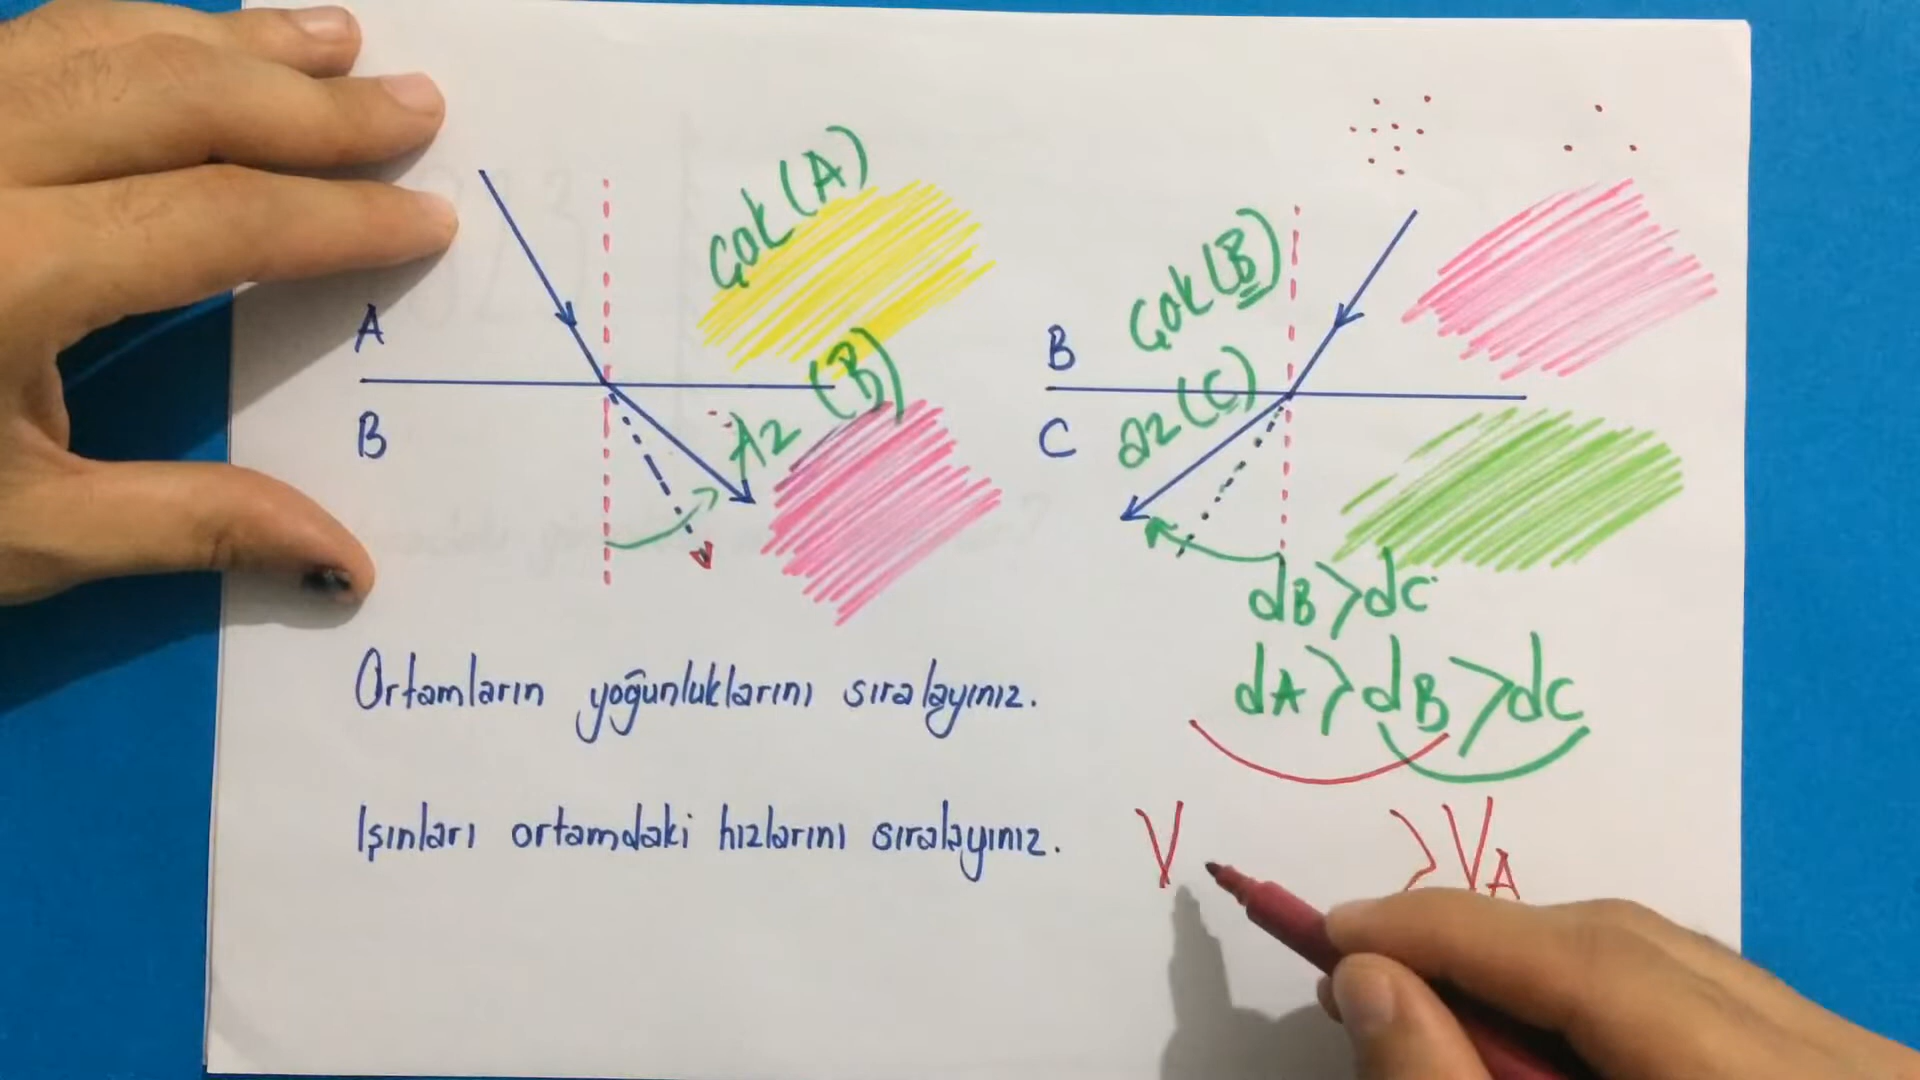 Çok (A)
A
Az (B)
B
Çok (B)
B
az (C)
C
dB > dC
dA > dB > dC
Ortamların yoğunluklarını sıralayınız.
Işınları ortamdaki hızlarını sıralayınız.
V > VA